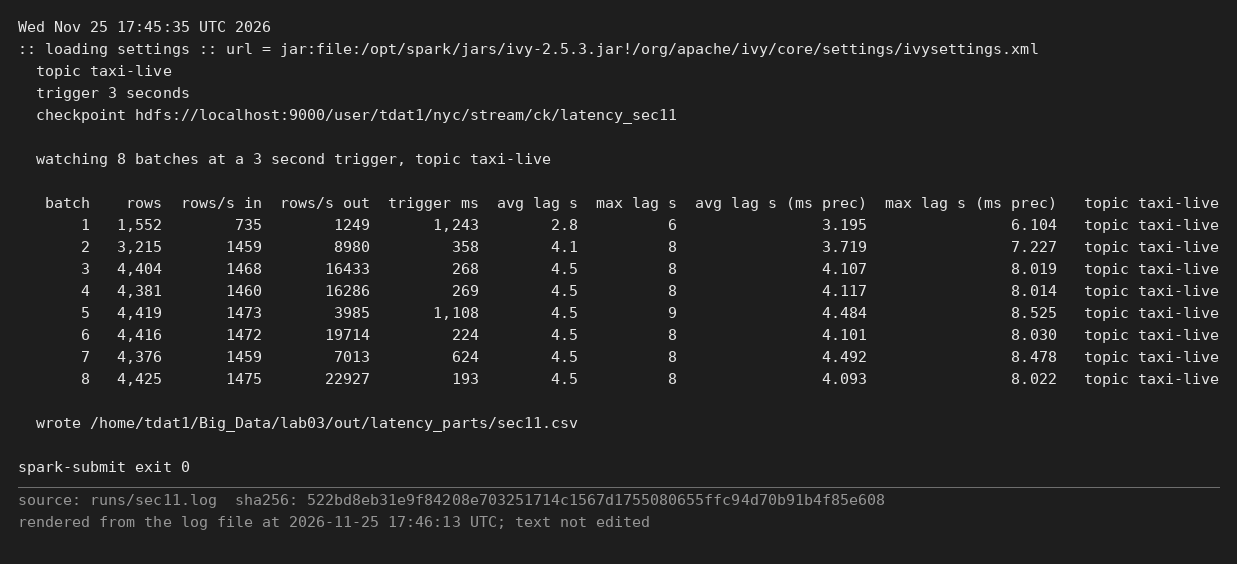 Wed Nov 25 17:45:35 UTC 2026
:: loading settings :: url = jar:file:/opt/spark/jars/ivy-2.5.3.jar!/org/apache/ivy/core/settings/ivysettings.xml
  topic taxi-live
  trigger 3 seconds
  checkpoint hdfs://localhost:9000/user/tdat1/nyc/stream/ck/latency_sec11
  watching 8 batches at a 3 second trigger, topic taxi-live
   batch    rows  rows/s in  rows/s out  trigger ms  avg lag s  max lag s  avg lag s (ms prec)  max lag s (ms prec)   topic taxi-live
       1   1,552        735        1249       1,243        2.8          6                3.195                6.104   topic taxi-live
       2   3,215       1459        8980         358        4.1          8                3.719                7.227   topic taxi-live
       3   4,404       1468       16433         268        4.5          8                4.107                8.019   topic taxi-live
       4   4,381       1460       16286         269        4.5          8                4.117                8.014   topic taxi-live
       5   4,419       1473        3985       1,108        4.5          9                4.484                8.525   topic taxi-live
       6   4,416       1472       19714         224        4.5          8                4.101                8.030   topic taxi-live
       7   4,376       1459        7013         624        4.5          8                4.492                8.478   topic taxi-live
       8   4,425       1475       22927         193        4.5          8                4.093                8.022   topic taxi-live
  wrote /home/tdat1/Big_Data/lab03/out/latency_parts/sec11.csv
spark-submit exit 0
source: runs/sec11.log  sha256: 522bd8eb31e9f84208e703251714c1567d1755080655ffc94d70b91b4f85e608
rendered from the log file at 2026-11-25 17:46:13 UTC; text not edited